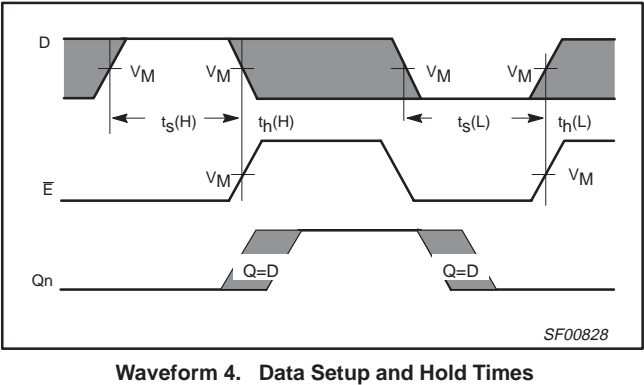 D
VM VM VM VM
ts(H) th(H) ts(L) th(L)
E̅
VM VM
Q=D Q=D
Qn
SF00828
Waveform 4. Data Setup and Hold Times